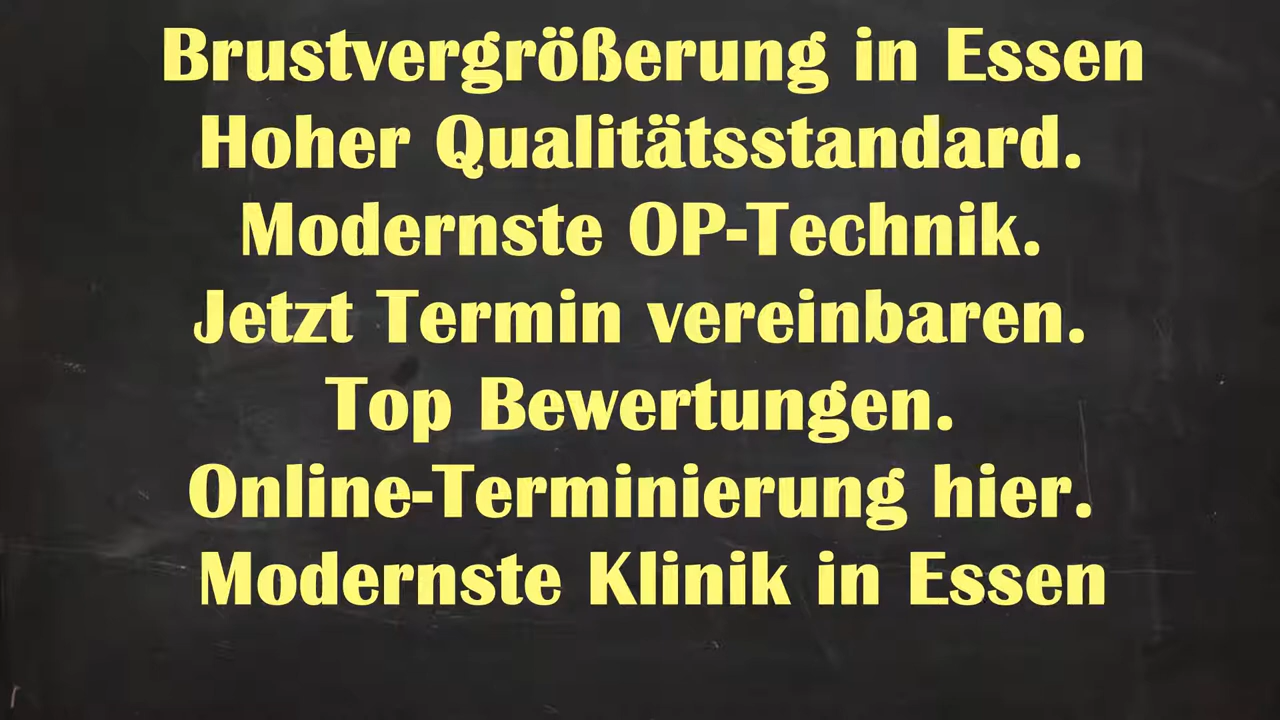 Brustvergrößerung in Essen
Hoher Qualitätsstandard.
Modernste OP-Technik.
Jetzt Termin vereinbaren.
Top Bewertungen.
Online-Terminierung hier.
Modernste Klinik in Essen